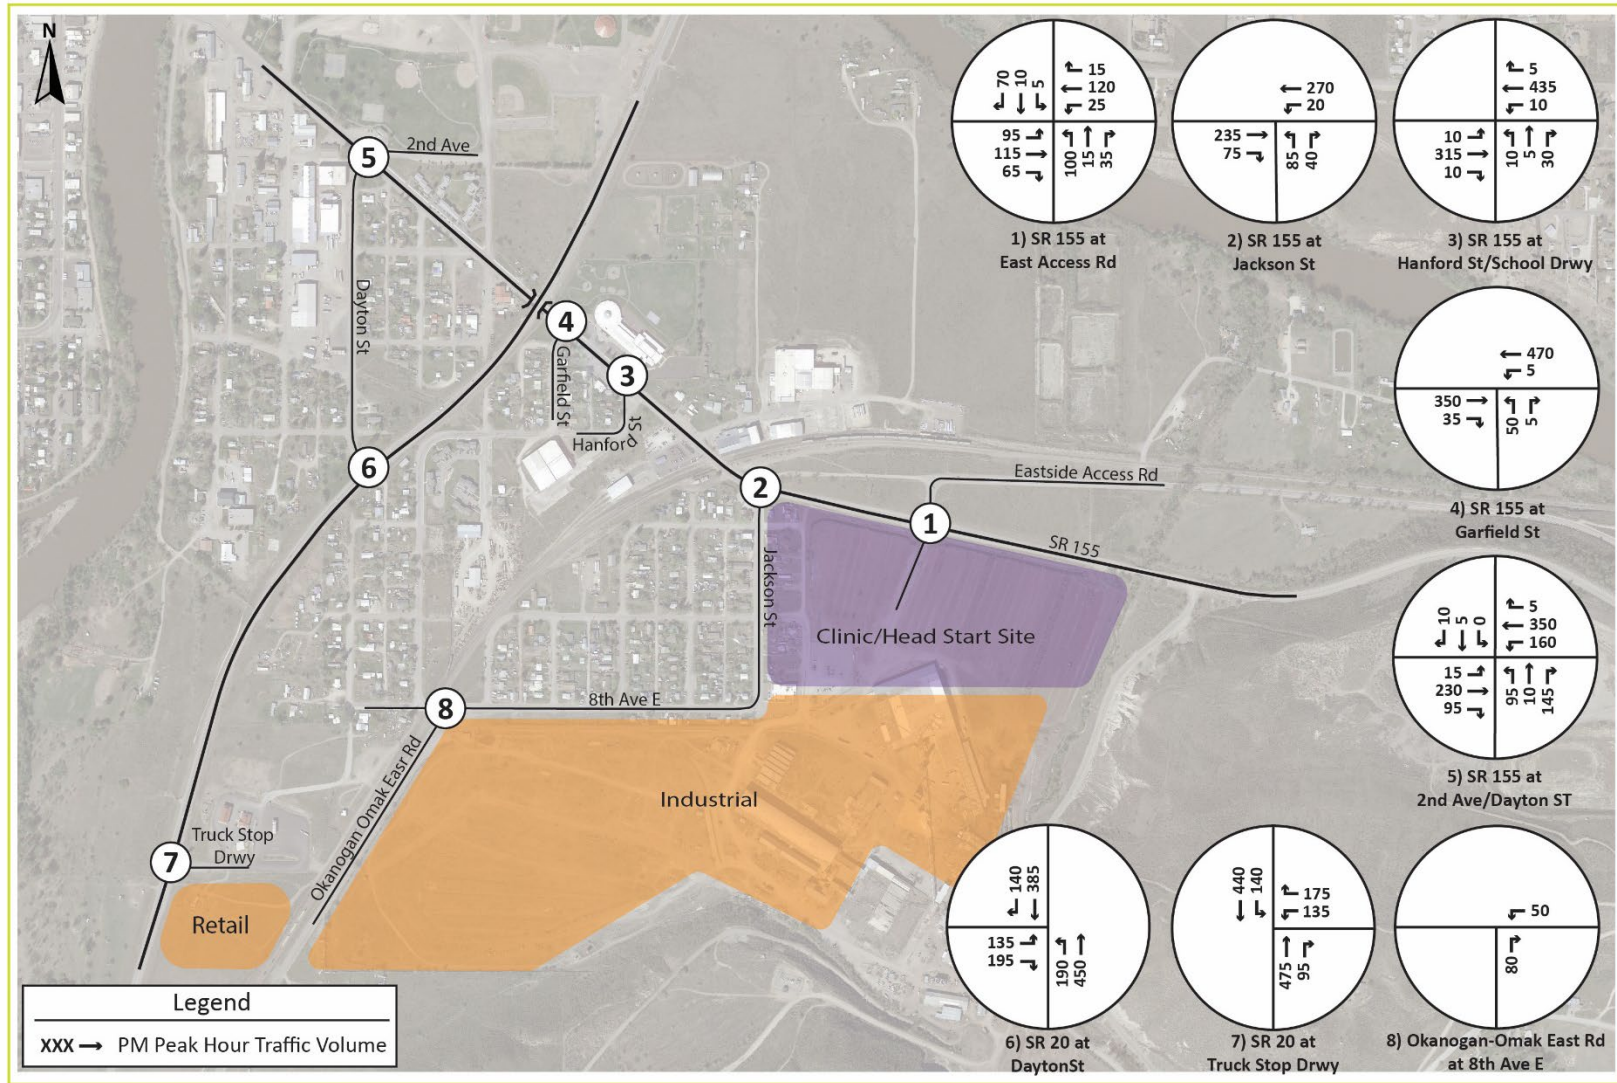 N
2nd Ave
5
Dayton St
4
Garfield St
3
Hanford St
6
2
Eastside Access Rd
1
SR 155
Jackson St
Clinic/Head Start Site
8th Ave E
8
Okanogan Omak Easr Rd
Industrial
Truck Stop
Drwy
7
Retail
Legend
XXX → PM Peak Hour Traffic Volume
70 10 5
15
120
25
95
115
65
100 15 35
1) SR 155 at
East Access Rd
270
20
235
75
85 40
2) SR 155 at
Jackson St
5
435
10
10
315
10
10 5 30
3) SR 155 at
Hanford St/School Drwy
470
5
350
35
50 5
4) SR 155 at
Garfield St
10 5 0
5
350
160
15
230
95
95 10 145
5) SR 155 at
2nd Ave/Dayton ST
140 385
135
195
190 450
6) SR 20 at
DaytonSt
440 140
175
135
475 95
7) SR 20 at
Truck Stop Drwy
50
80
8) Okanogan-Omak East Rd
at 8th Ave E